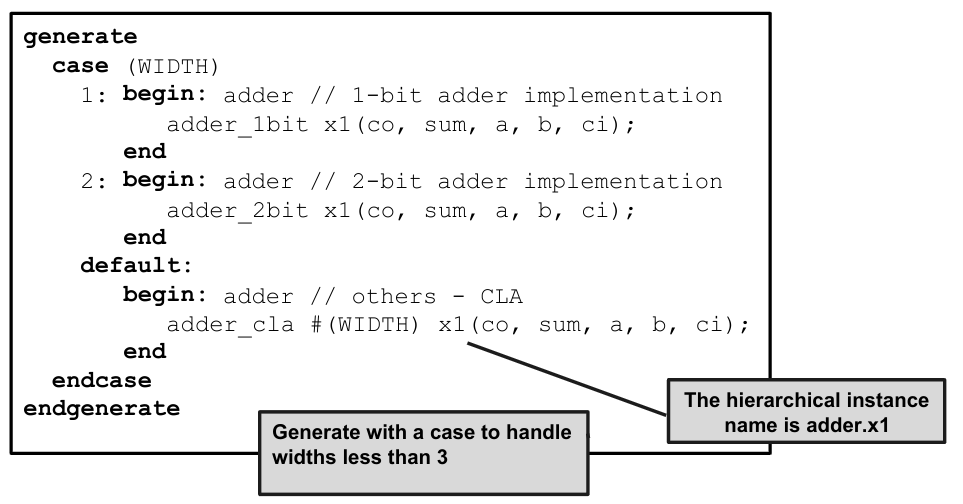 generate
case (WIDTH)
1: begin: adder // 1-bit adder implementation
adder_1bit x1(co, sum, a, b, ci);
end
2: begin: adder // 2-bit adder implementation
adder_2bit x1(co, sum, a, b, ci);
end
default:
begin: adder // others - CLA
adder_cla #(WIDTH) x1(co, sum, a, b, ci);
end
endcase
endgenerate
The hierarchical instance
name is adder.x1
Generate with a case to handle
widths less than 3